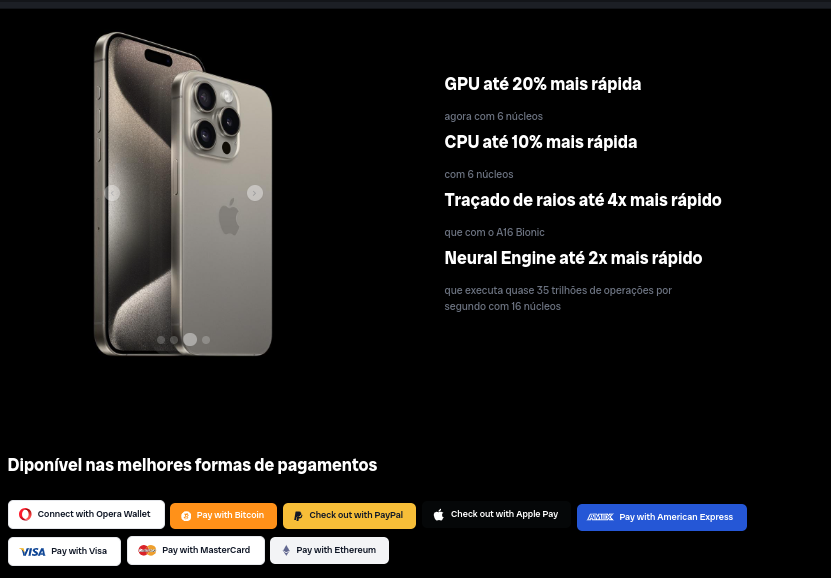 GPU até 20% mais rápida
agora com 6 núcleos
CPU até 10% mais rápida
com 6 núcleos
Traçado de raios até 4x mais rápido
que com o A16 Bionic
Neural Engine até 2x mais rápido
que executa quase 35 trilhões de operações por
segundo com 16 núcleos
Diponível nas melhores formas de pagamentos
Connect with Opera Wallet
Pay with Bitcoin
Check out with PayPal
Check out with Apple Pay
AMEX Pay with American Express
VISA Pay with Visa
Pay with MasterCard
Pay with Ethereum